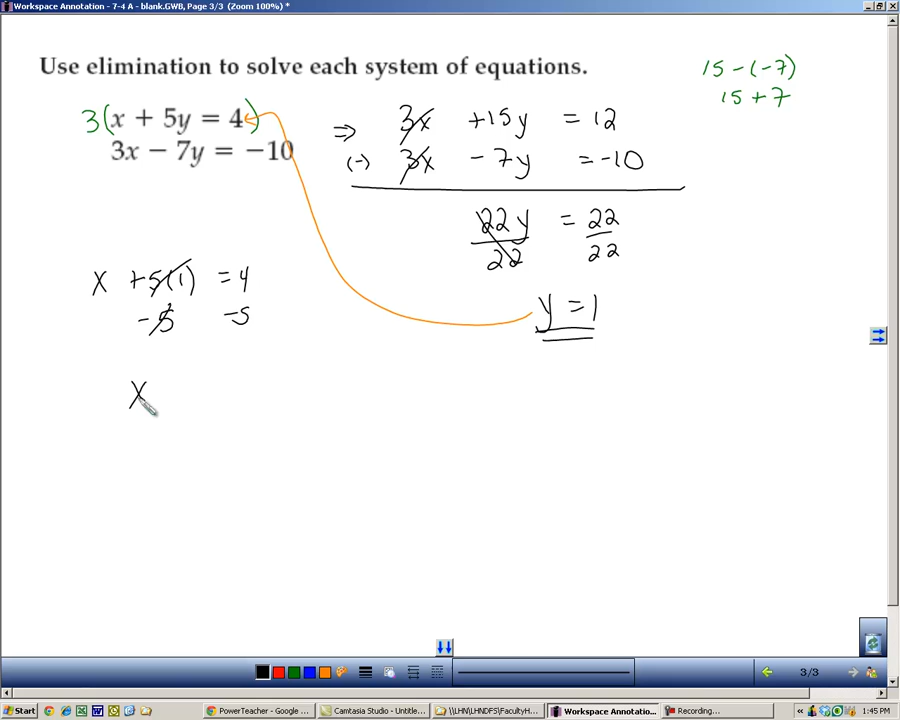 Workspace Annotation - 7-4 A - blank.GWB, Page 3/3 (Zoom 100%) *
Use elimination to solve each system of equations.
15 - (-7)
15 + 7
3(x + 5y = 4)
3x − 7y = −10
⇒ 3x +15y = 12
(-) 3x - 7y = -10
22y = 22
22 22
y = 1
x + 5(1) = 4
- 5 -5
x
3/3
Start
PowerTeacher - Google ...
Camtasia Studio - Untitle...
\\LHN\LHNDFS\FacultyH...
Workspace Annotatio...
Recording...
«
1:45 PM